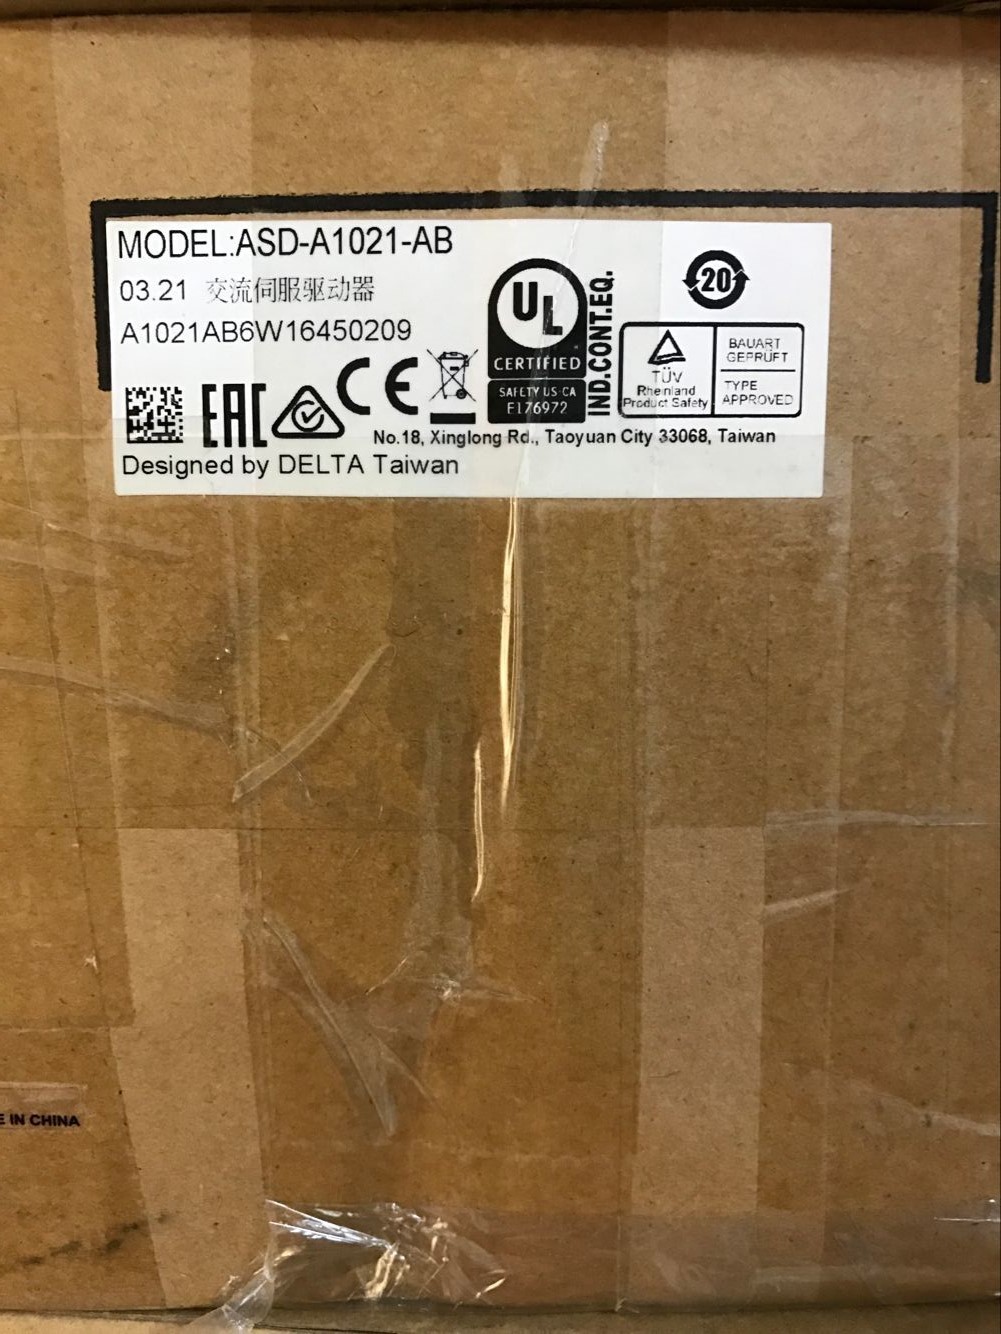 MODEL:ASD-A1021-AB
03.21 交流伺服驱动器
A1021AB6W16450209
EAC
CE
UL
CERTIFIED
SAFETY US CA
E176972
IND.CONT.EQ.
20
TÜV
Rheinland
Product Safety
BAUART
GEPRÜFT
TYPE
APPROVED
No.18, Xinglong Rd., Taoyuan City 33068, Taiwan
Designed by DELTA Taiwan
E IN CHINA